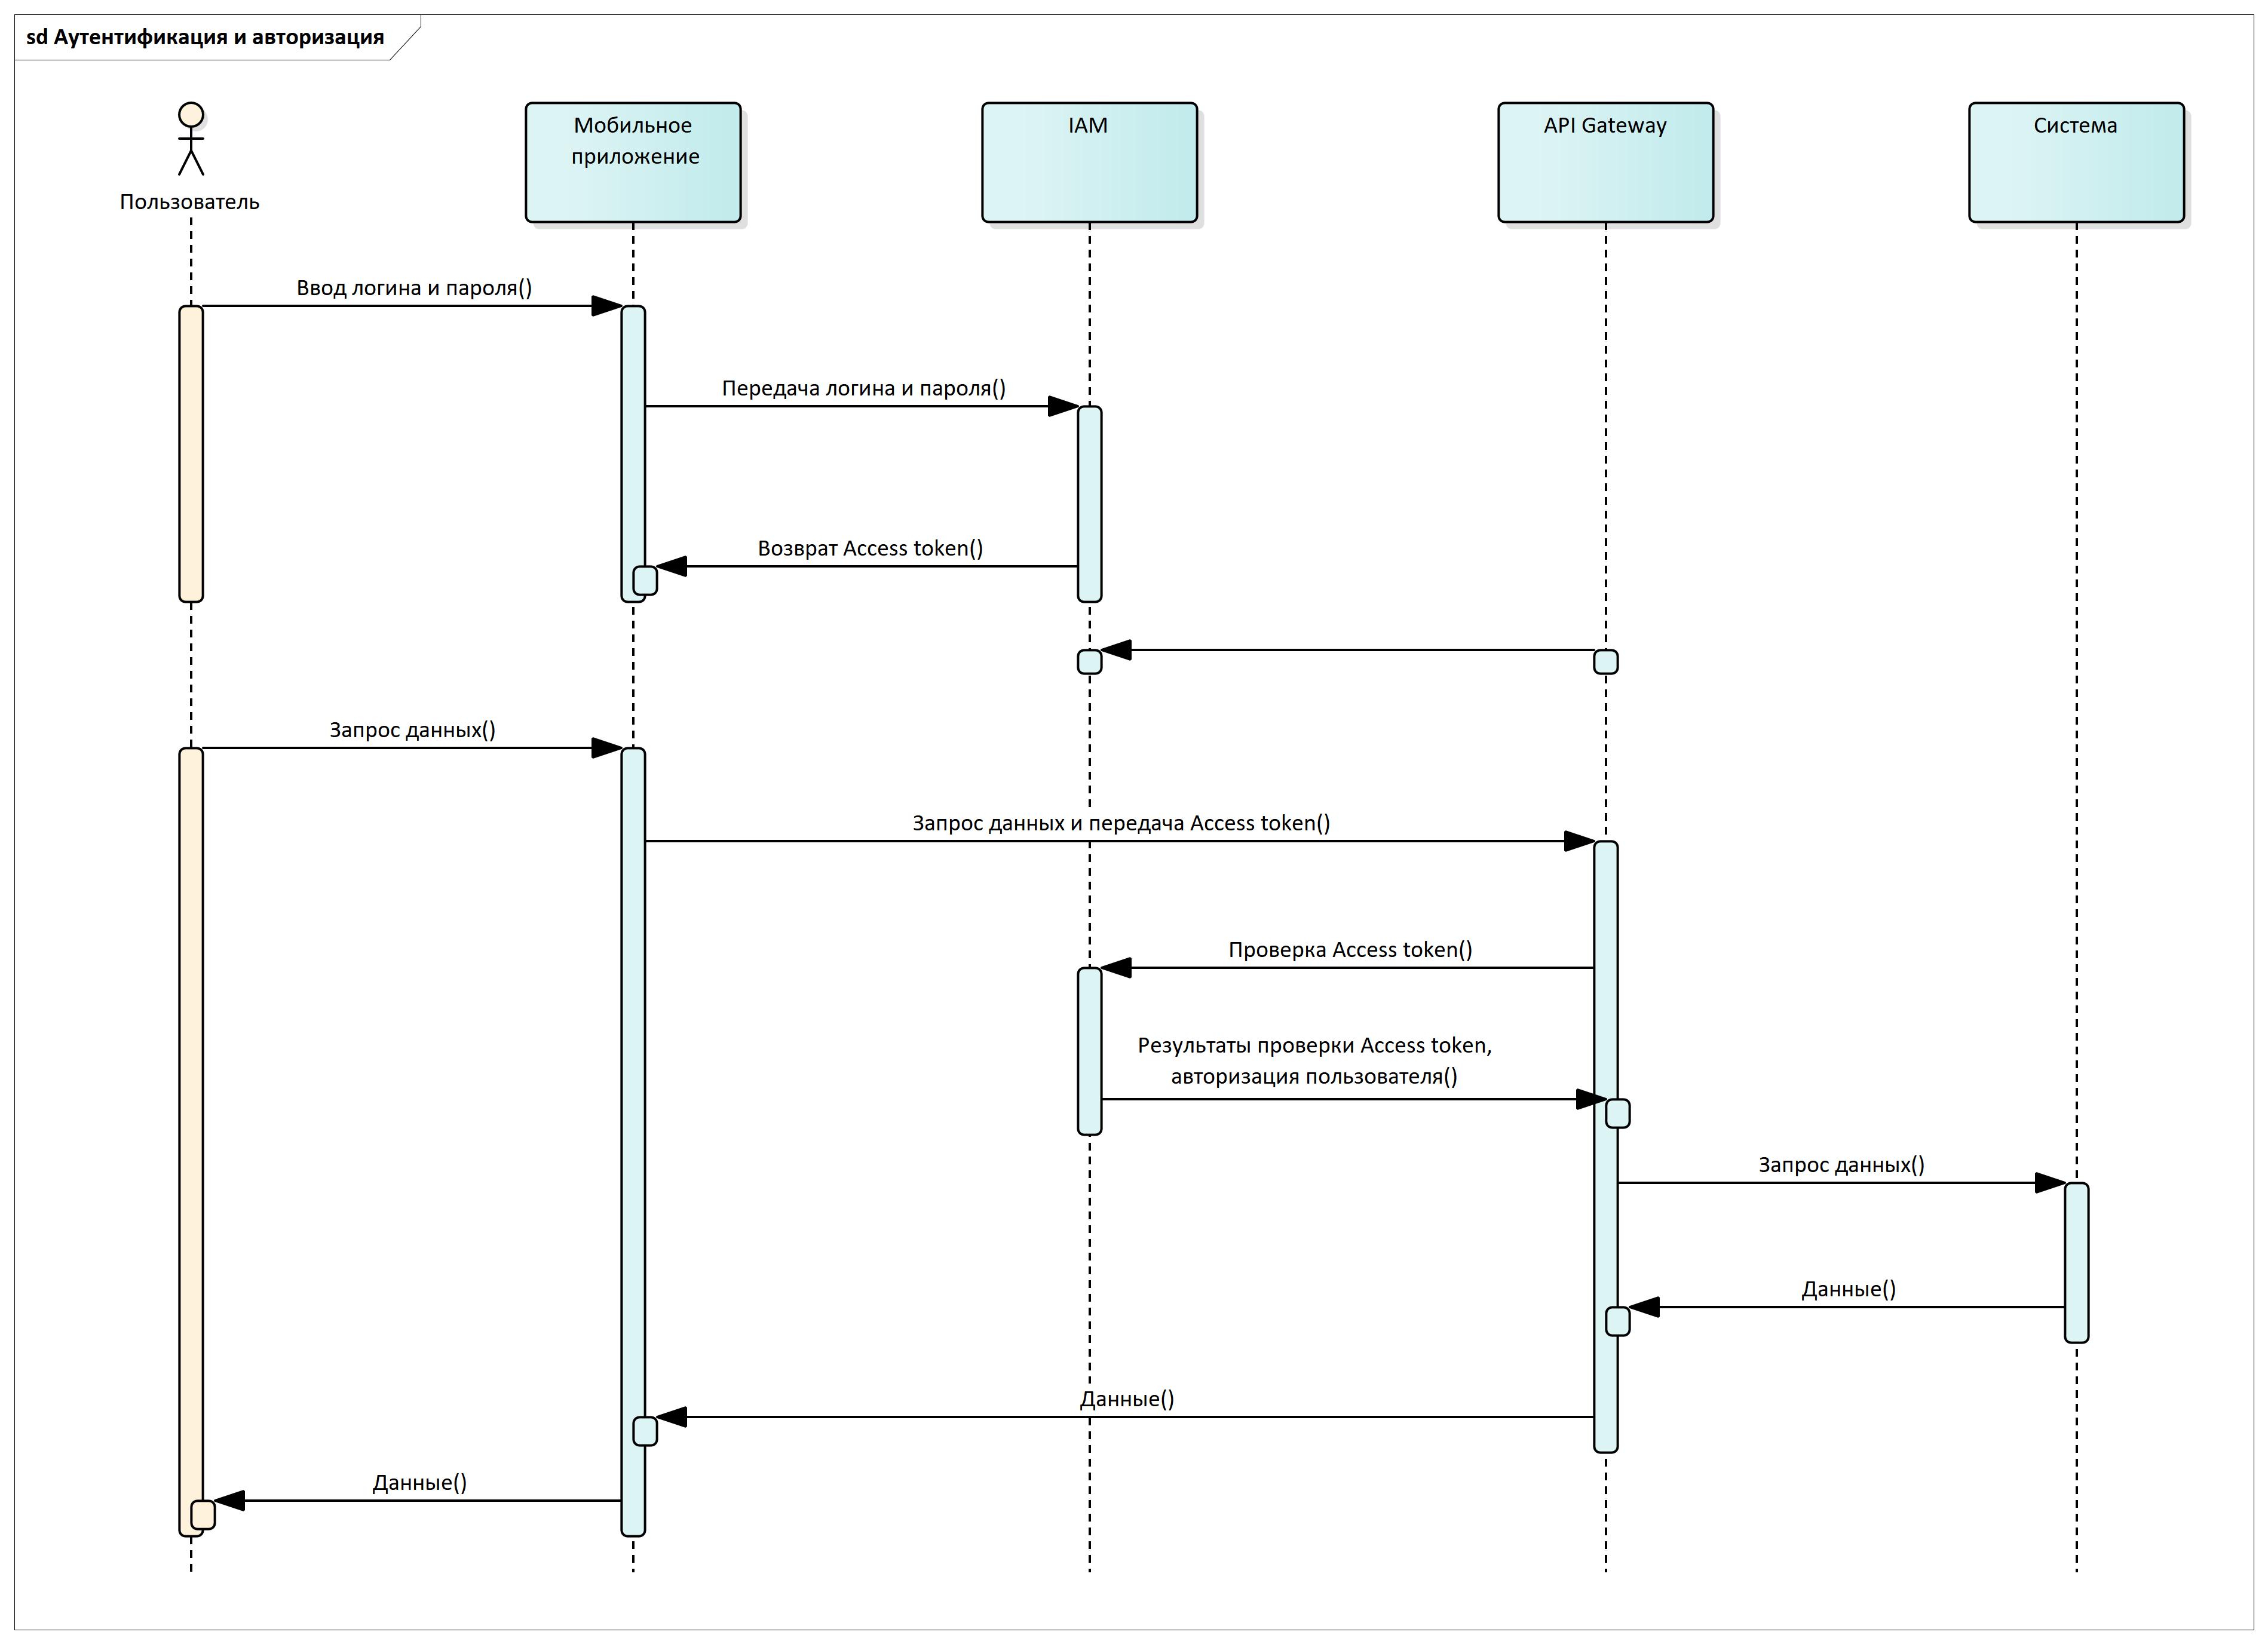 sd Аутентификация и авторизация
Пользователь
Мобильное
приложение
IAM
API Gateway
Система
Ввод логина и пароля()
Передача логина и пароля()
Возврат Access token()
Запрос данных()
Запрос данных и передача Access token()
Проверка Access token()
Результаты проверки Access token,
авторизация пользователя()
Запрос данных()
Данные()
Данные()
Данные()